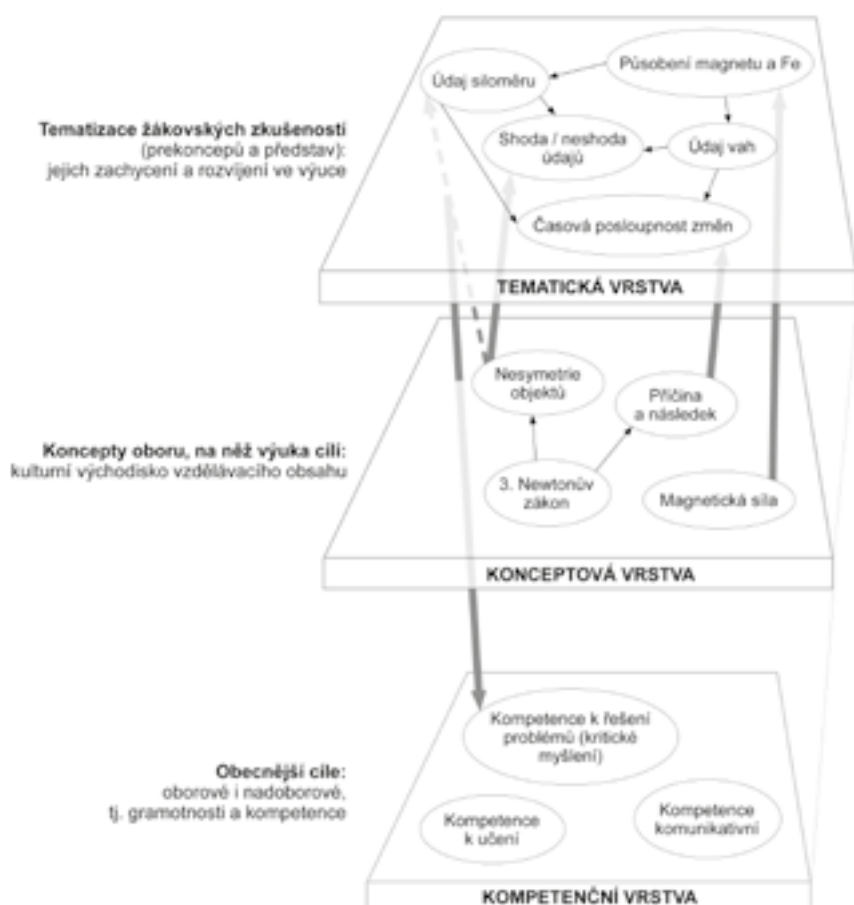 Údaj siloměru
Působení magnetu a Fe
Tematizace žákovských zkušeností
(prekonceptů a představ):
jejich zachycení a rozvíjení ve výuce
Shoda / neshoda
údajů
Údaj vah
Časová posloupnost změn
TEMATICKÁ VRSTVA
Nesymetrie
objektů
Příčina
a následek
Koncepty oboru, na něž výuka cílí:
kulturní východisko vzdělávacího obsahu
3. Newtonův
zákon
Magnetická síla
KONCEPTOVÁ VRSTVA
Kompetence k řešení
problémů (kritické
myšlení)
Obecnější cíle:
oborové i nadoborové,
tj. gramotnosti a kompetence
Kompetence
k učení
Kompetence
komunikativní
KOMPETENČNÍ VRSTVA